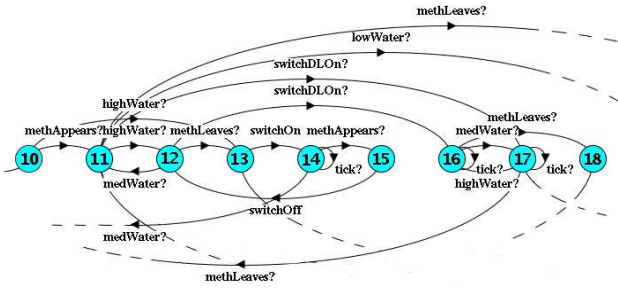 methLeaves?
lowWater?
switchDLOn?
switchDLOn?
highWater?
methLeaves?
methAppears? highWater? methLeaves? switchOn methAppears? medWater?
10 11 12 13 14 15 16 17 18
tick? tick? tick?
medWater? highWater?
switchOff
medWater?
methLeaves?